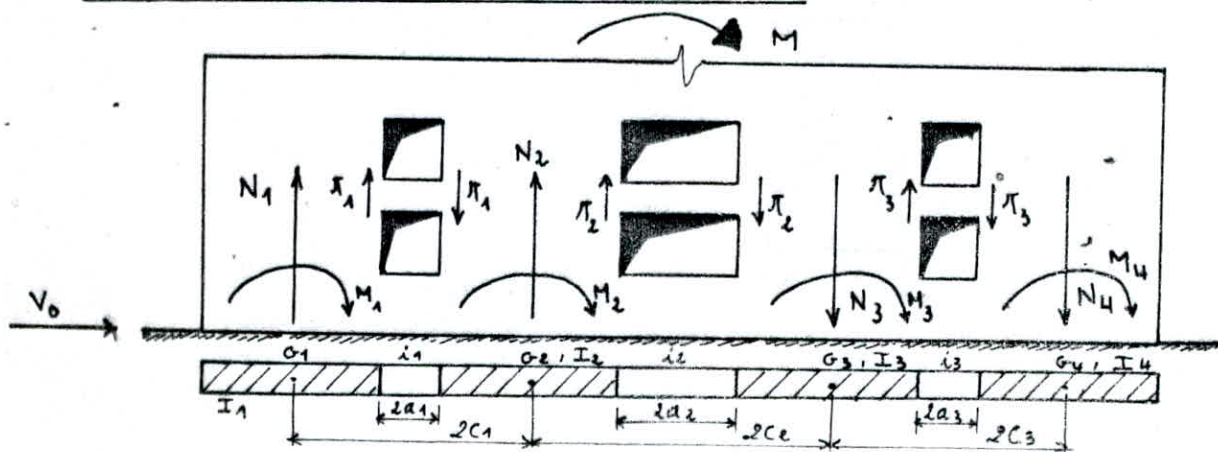 M
N1 π1 π1 N2 π2 π2 π3 π3
V0 M1 M2 N3 M3 N4 M4
G1 i1 G2, I2 i2 G3, I3 i3 G4, I4
I1 2a1 2a2 2a3
2c1 2c2 2c3